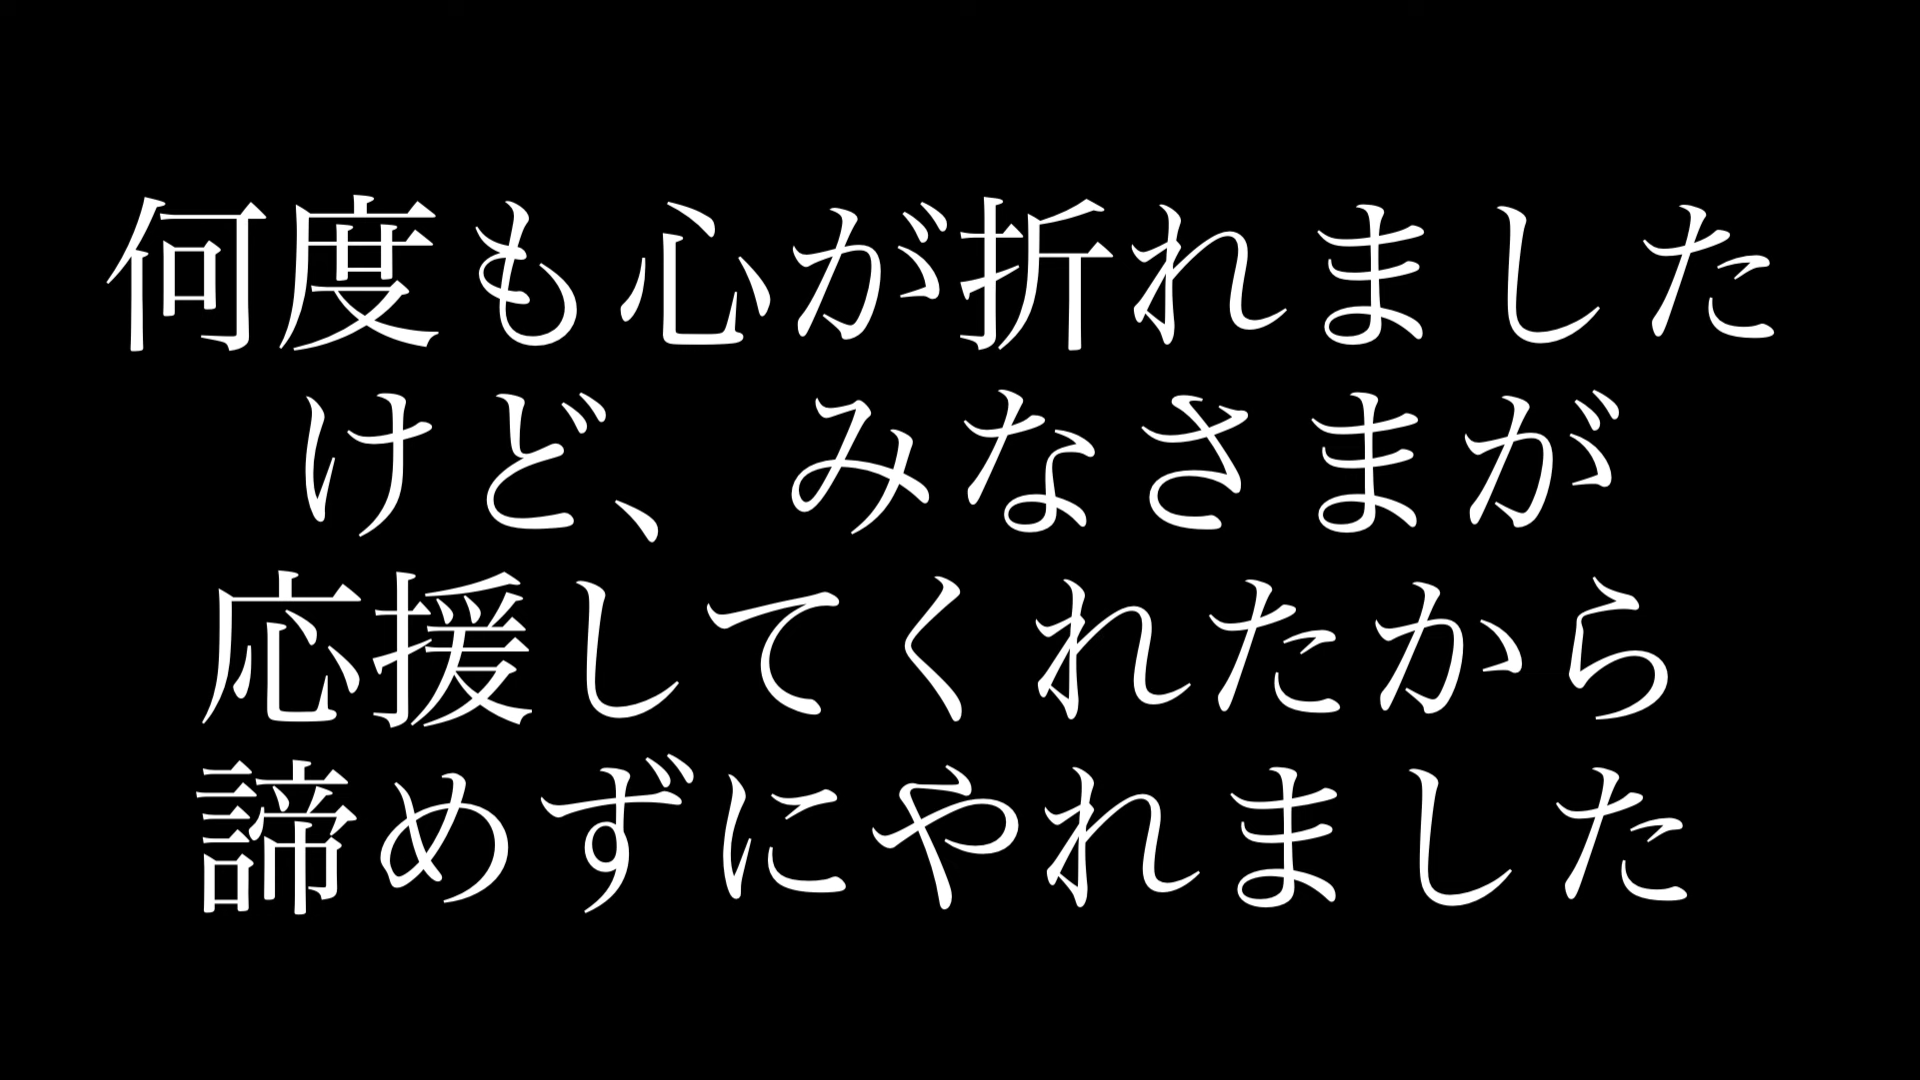 何度も心が折れました
けど、みなさまが
応援してくれたから
諦めずにやれました